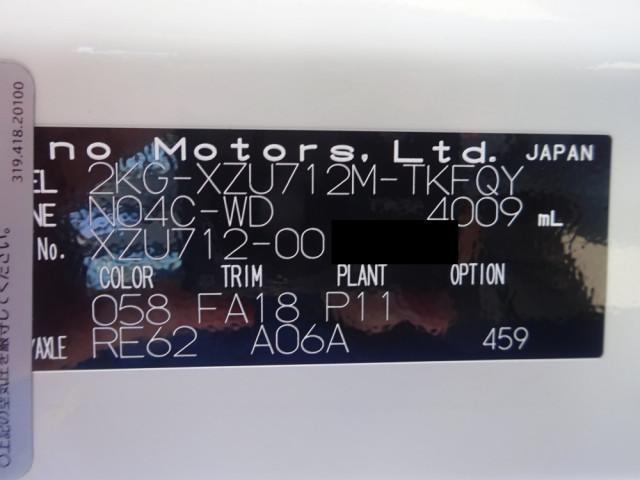 no Motors, Ltd. JAPAN
EL 2KG-XZU712M-TKFQY
NE N04C-WD 4009 mL
No. XZU712-00
COLOR TRIM PLANT OPTION
058 FA18 P11
/AXLE RE62 A06A 459
319.418.20100